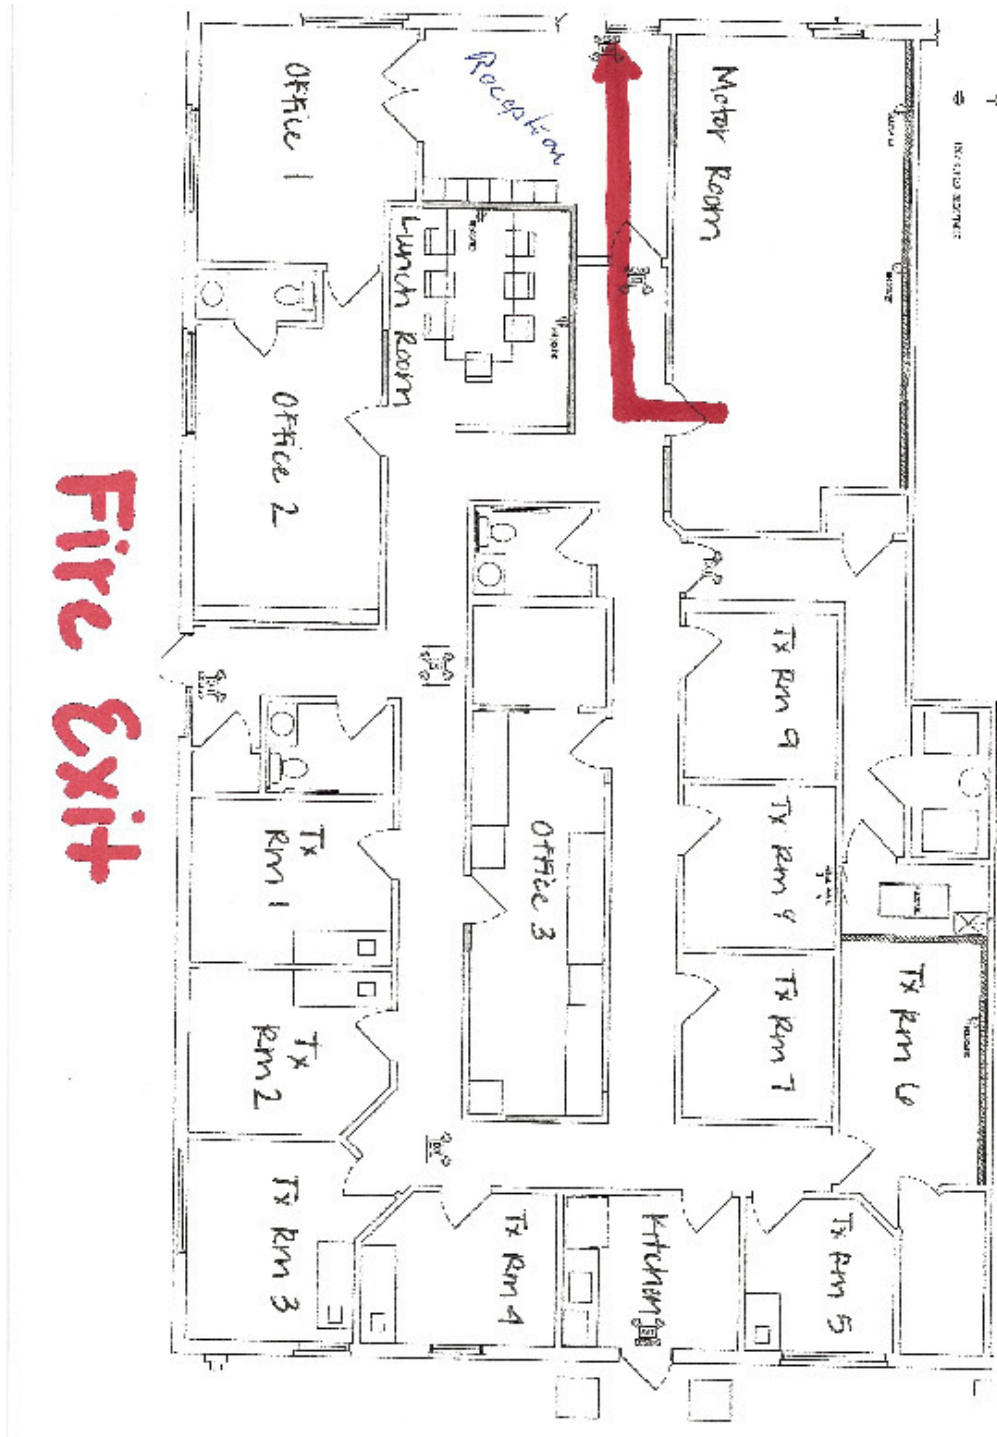 Tx Rm 6
Motor Room
Tx Rm 9
Tx Rm
Tx Rm 7
Tx Rm 5
Kitchen
Reception
Office 3
Tx Rm 4
Lunch Room
Office 1
Office 2
Tx
Rm 1
Tx
Rm 2
Tx Rm 3
Fire Exit